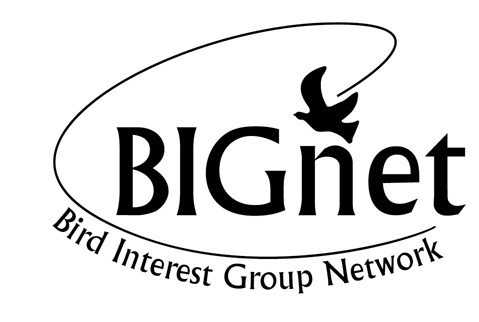 BIGnet
Bird Interest Group Network